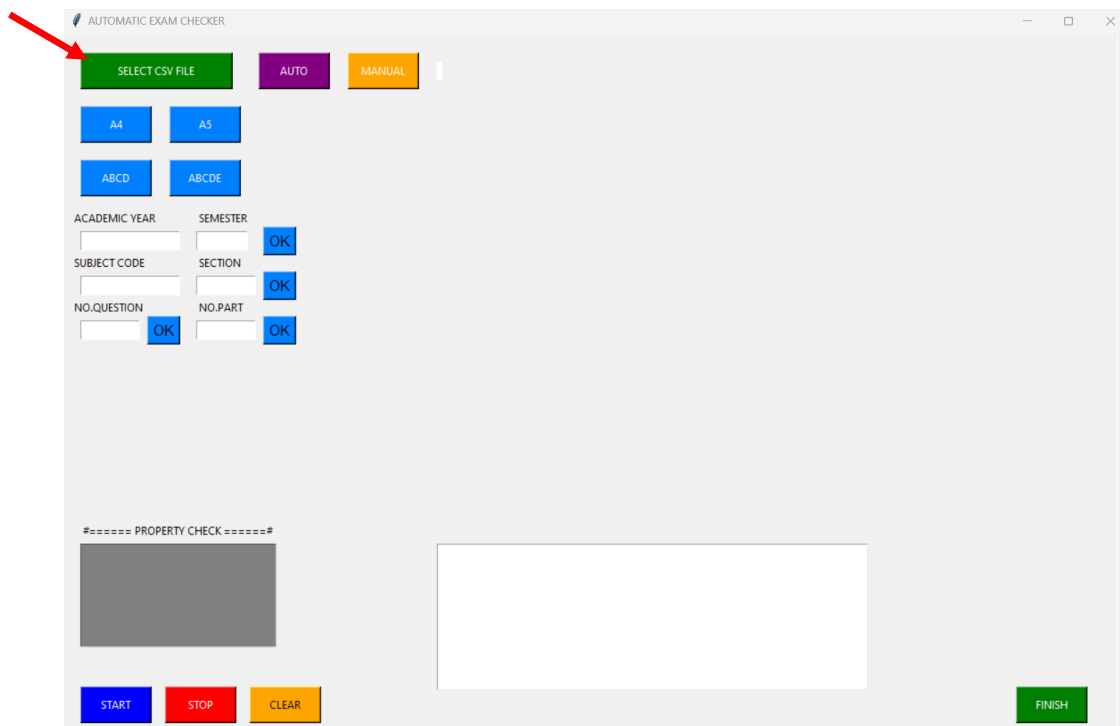 AUTOMATIC EXAM CHECKER
SELECT CSV FILE AUTO MANUAL
A4 A5
ABCD ABCDE
ACADEMIC YEAR SEMESTER
OK
SUBJECT CODE SECTION
OK
NO.QUESTION NO.PART
OK OK
#====== PROPERTY CHECK ======#
START STOP CLEAR FINISH